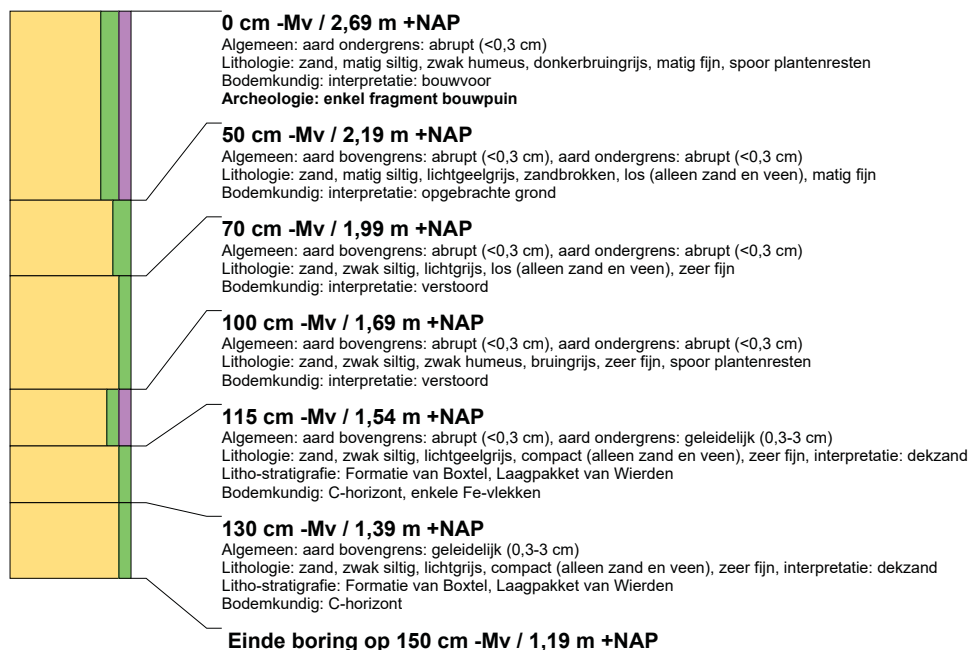 0 cm -Mv / 2,69 m +NAP
Algemeen: aard ondergrens: abrupt (<0,3 cm)
Lithologie: zand, matig siltig, zwak humeus, donkerbruingrijs, matig fijn, spoor plantenresten
Bodemkundig: interpretatie: bouwvoor
Archeologie: enkel fragment bouwpuin
50 cm -Mv / 2,19 m +NAP
Algemeen: aard bovengrens: abrupt (<0,3 cm), aard ondergrens: abrupt (<0,3 cm)
Lithologie: zand, matig siltig, lichtgeelgrijs, zandbrokken, los (alleen zand en veen), matig fijn
Bodemkundig: interpretatie: opgebrachte grond
70 cm -Mv / 1,99 m +NAP
Algemeen: aard bovengrens: abrupt (<0,3 cm), aard ondergrens: abrupt (<0,3 cm)
Lithologie: zand, zwak siltig, lichtgrijs, los (alleen zand en veen), zeer fijn
Bodemkundig: interpretatie: verstoord
100 cm -Mv / 1,69 m +NAP
Algemeen: aard bovengrens: abrupt (<0,3 cm), aard ondergrens: abrupt (<0,3 cm)
Lithologie: zand, zwak siltig, zwak humeus, bruingrijs, zeer fijn, spoor plantenresten
Bodemkundig: interpretatie: verstoord
115 cm -Mv / 1,54 m +NAP
Algemeen: aard bovengrens: abrupt (<0,3 cm), aard ondergrens: geleidelijk (0,3-3 cm)
Lithologie: zand, zwak siltig, lichtgeelgrijs, compact (alleen zand en veen), zeer fijn, interpretatie: dekzand
Litho-stratigrafie: Formatie van Boxtel, Laagpakket van Wierden
Bodemkundig: C-horizont, enkele Fe-vlekken
130 cm -Mv / 1,39 m +NAP
Algemeen: aard bovengrens: geleidelijk (0,3-3 cm)
Lithologie: zand, zwak siltig, lichtgrijs, compact (alleen zand en veen), zeer fijn, interpretatie: dekzand
Litho-stratigrafie: Formatie van Boxtel, Laagpakket van Wierden
Bodemkundig: C-horizont
Einde boring op 150 cm -Mv / 1,19 m +NAP